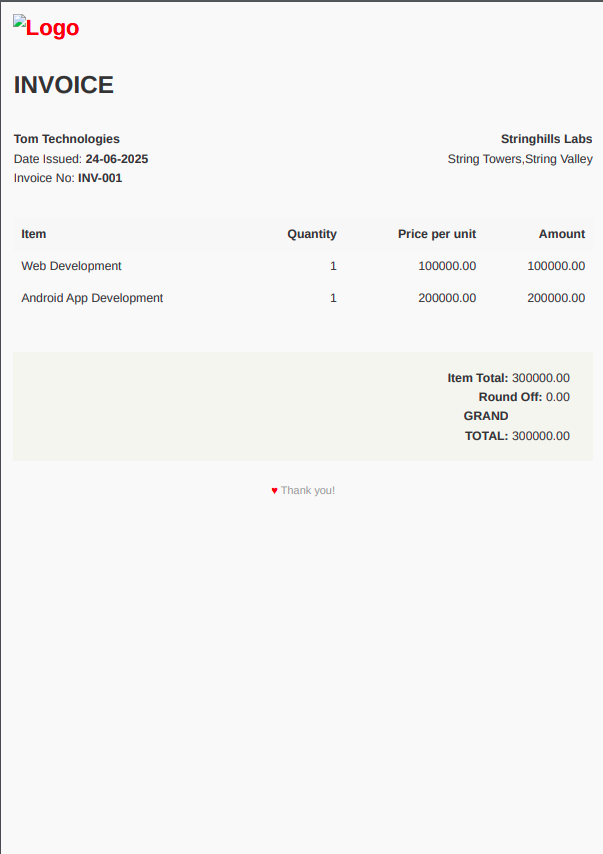 Logo
INVOICE
Tom Technologies
Date Issued: 24-06-2025
Invoice No: INV-001
Stringhills Labs
String Towers,String Valley
Item Quantity Price per unit Amount
Web Development 1 100000.00 100000.00
Android App Development 1 200000.00 200000.00
Item Total: 300000.00
Round Off: 0.00
GRAND
TOTAL: 300000.00
♥ Thank you!